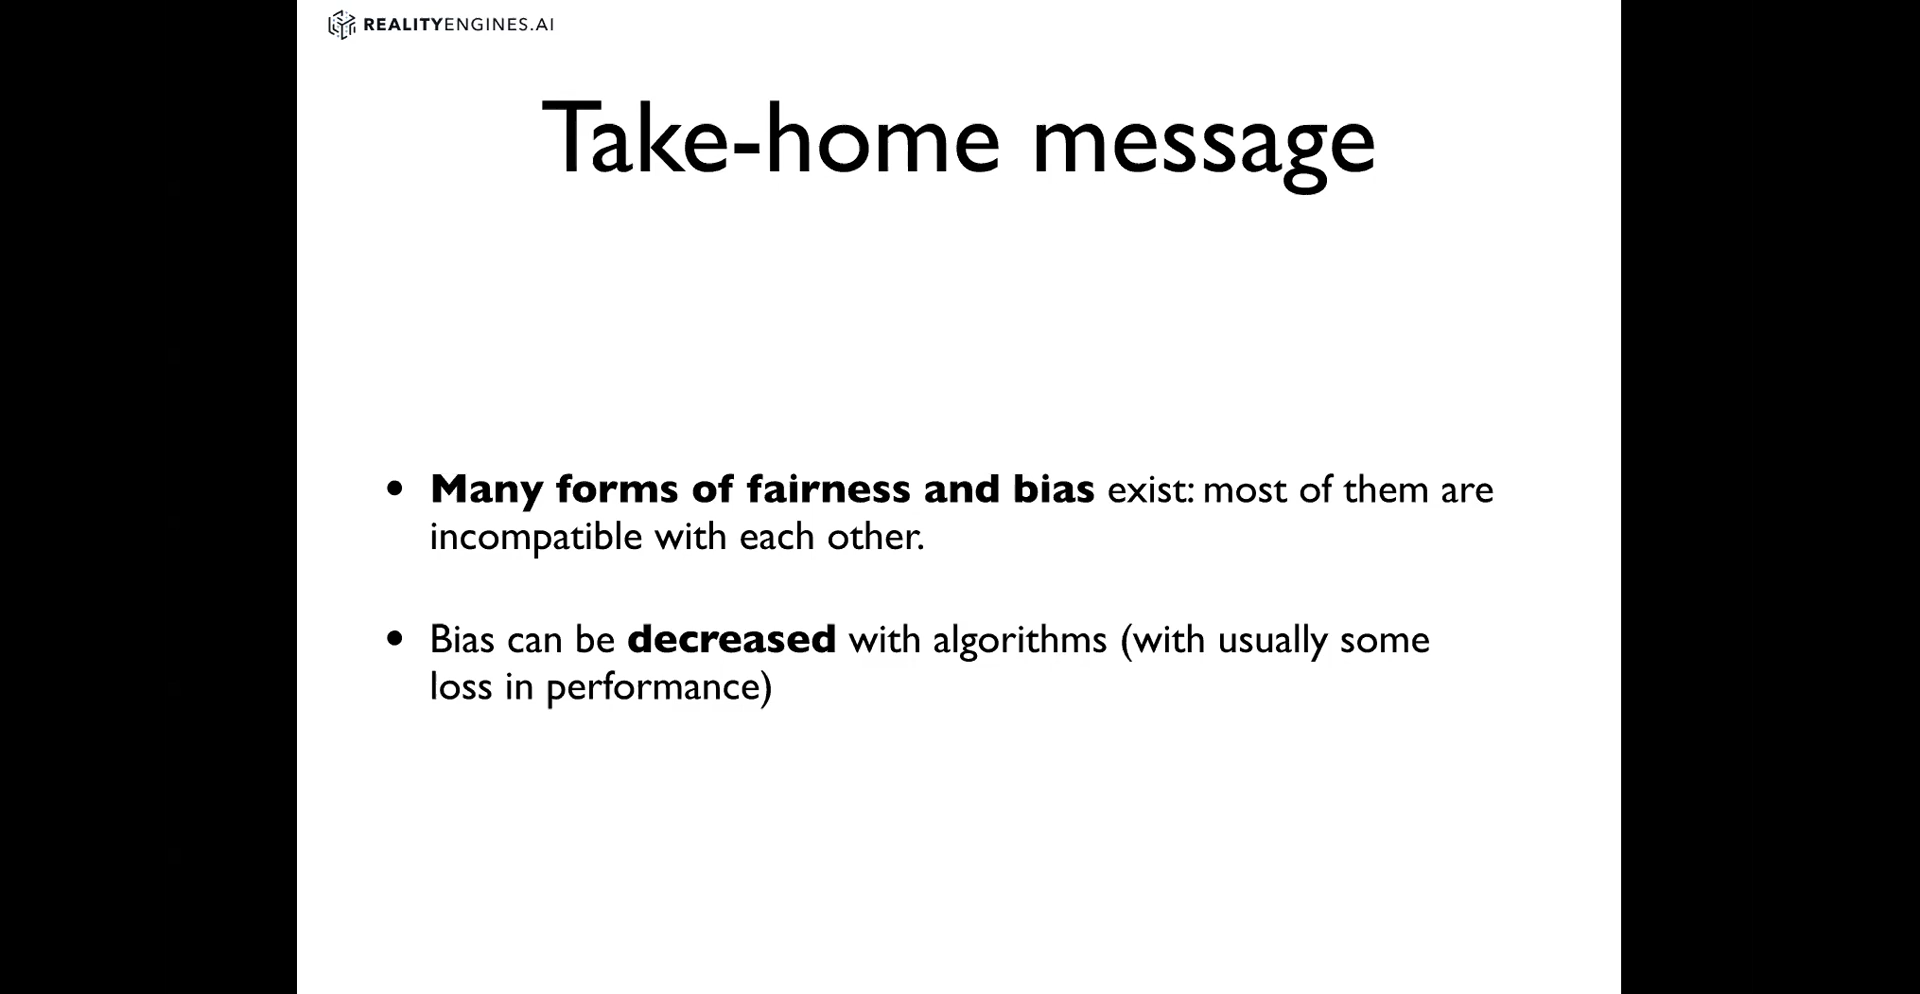 REALITYENGINES.AI
Take-home message
• Many forms of fairness and bias exist: most of them are
incompatible with each other.
• Bias can be decreased with algorithms (with usually some
loss in performance)